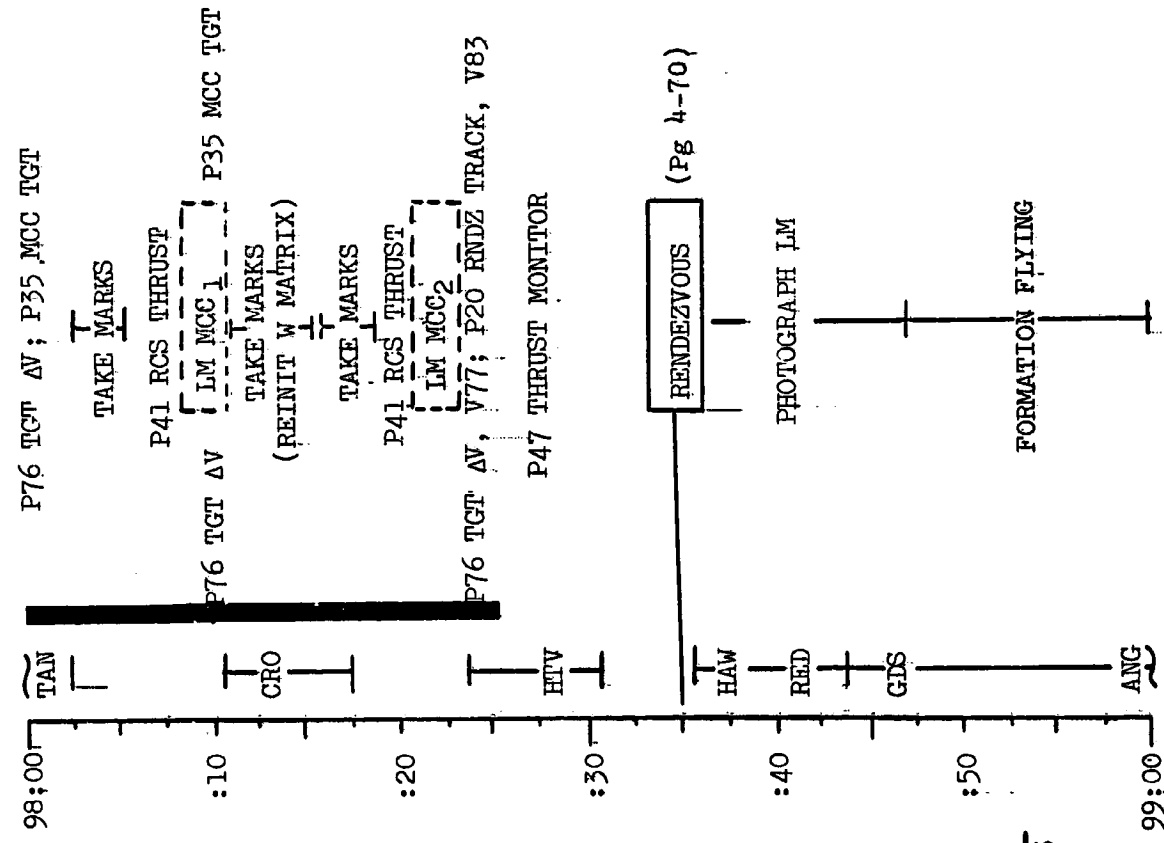 98:00
:10
:20
:30
:40
:50
99:00
TAN
CRO
HTV
HAW
RED
GDS
ANG
P76 TGT ΔV; P35 MCC TGT
TAKE MARKS
P41 RCS THRUST
LM MCC1
P76 TGT ΔV
P35 MCC TGT
TAKE MARKS
(REINIT W MATRIX)
TAKE MARKS
P41 RCS THRUST
LM MCC2
P76 TGT ΔV, V77; P20 RNDZ TRACK, V83
P47 THRUST MONITOR
RENDEZVOUS
(Pg 4-70)
PHOTOGRAPH LM
FORMATION FLYING